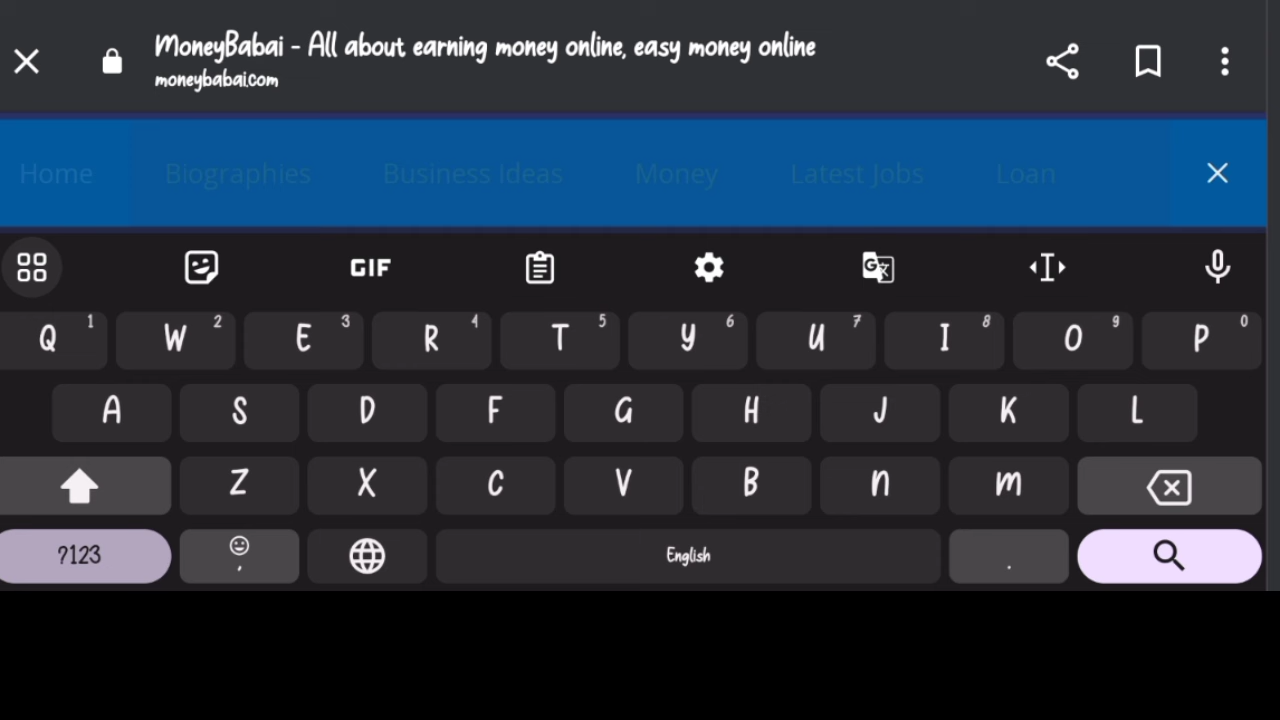 MoneyBabai - All about earning money online, easy money online
moneybabai.com
Home Biographies Business Ideas Money Latest Jobs Loan
GIF G
Q 1 W 2 E 3 R 4 T 5 Y 6 U 7 I 8 O 9 P 0
A S D F G H J K L
Z X C V B N M
?123 , English .